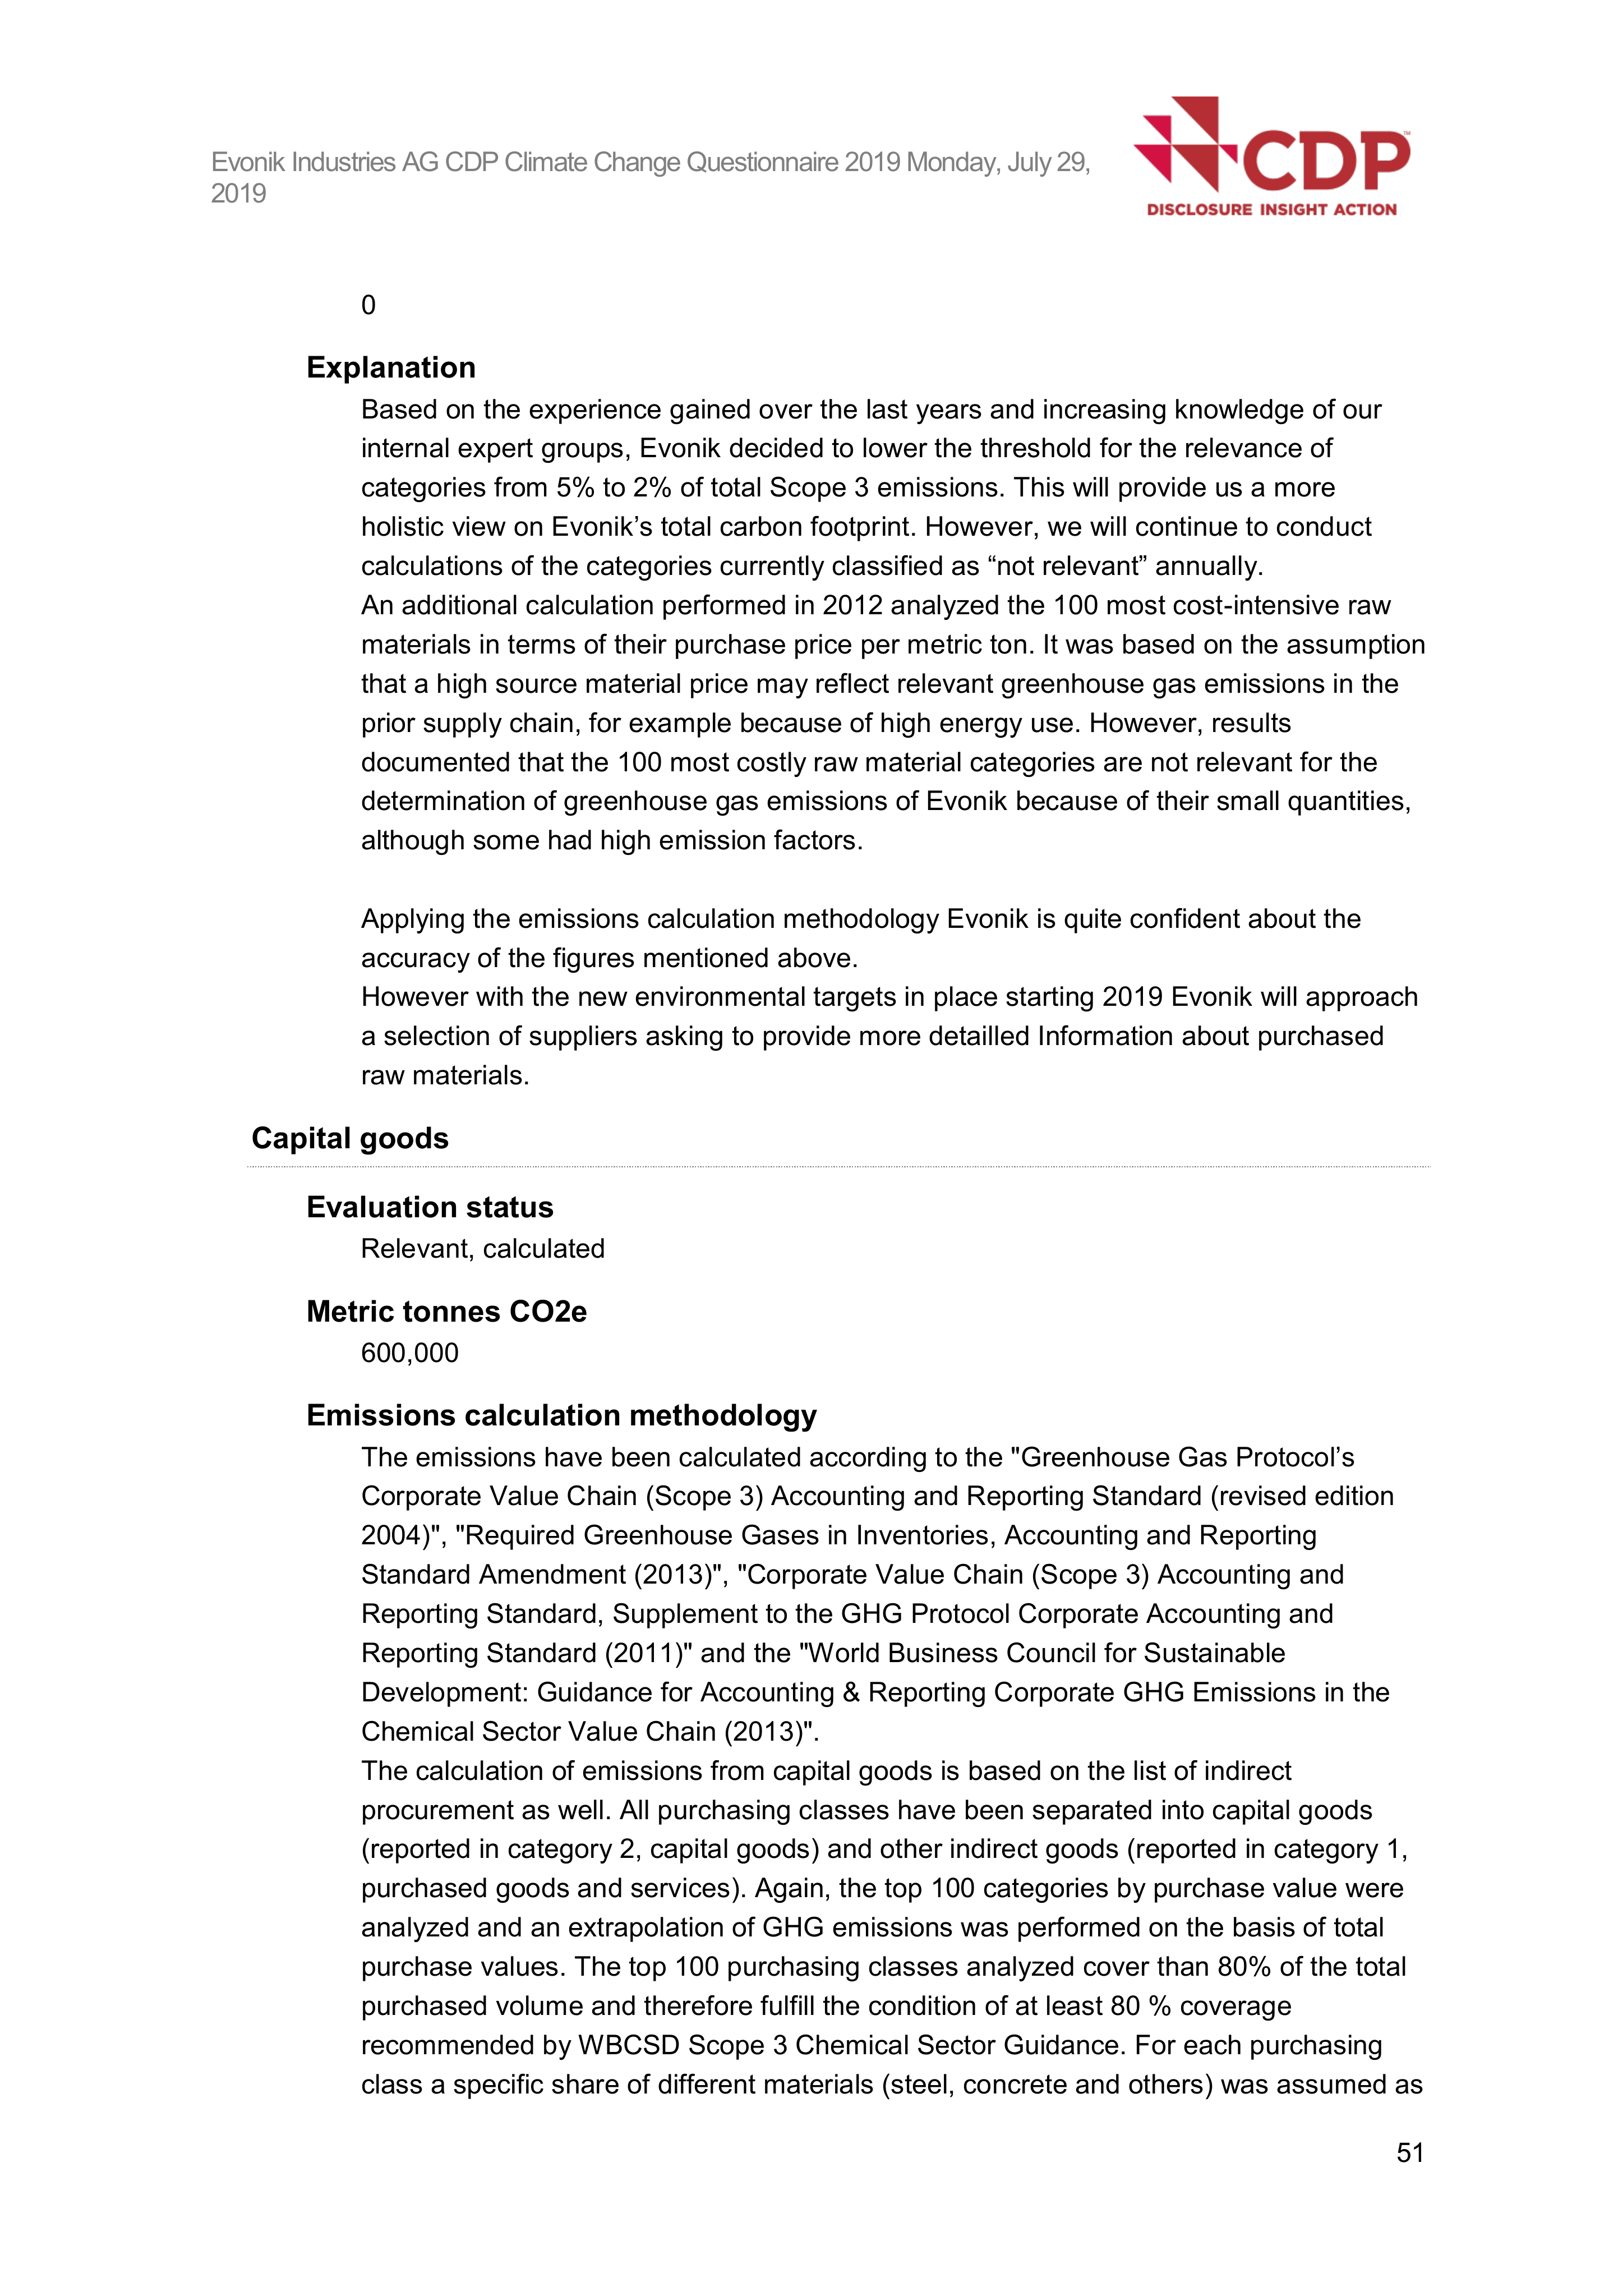 Evonik Industries AG CDP Climate Change Questionnaire 2019 Monday, July 29,
2019
CDP™
DISCLOSURE INSIGHT ACTION
0
Explanation
Based on the experience gained over the last years and increasing knowledge of our
internal expert groups, Evonik decided to lower the threshold for the relevance of
categories from 5% to 2% of total Scope 3 emissions. This will provide us a more
holistic view on Evonik’s total carbon footprint. However, we will continue to conduct
calculations of the categories currently classified as “not relevant” annually.
An additional calculation performed in 2012 analyzed the 100 most cost-intensive raw
materials in terms of their purchase price per metric ton. It was based on the assumption
that a high source material price may reflect relevant greenhouse gas emissions in the
prior supply chain, for example because of high energy use. However, results
documented that the 100 most costly raw material categories are not relevant for the
determination of greenhouse gas emissions of Evonik because of their small quantities,
although some had high emission factors.
Applying the emissions calculation methodology Evonik is quite confident about the
accuracy of the figures mentioned above.
However with the new environmental targets in place starting 2019 Evonik will approach
a selection of suppliers asking to provide more detailled Information about purchased
raw materials.
Capital goods
Evaluation status
Relevant, calculated
Metric tonnes CO2e
600,000
Emissions calculation methodology
The emissions have been calculated according to the "Greenhouse Gas Protocol’s
Corporate Value Chain (Scope 3) Accounting and Reporting Standard (revised edition
2004)", "Required Greenhouse Gases in Inventories, Accounting and Reporting
Standard Amendment (2013)", "Corporate Value Chain (Scope 3) Accounting and
Reporting Standard, Supplement to the GHG Protocol Corporate Accounting and
Reporting Standard (2011)" and the "World Business Council for Sustainable
Development: Guidance for Accounting & Reporting Corporate GHG Emissions in the
Chemical Sector Value Chain (2013)".
The calculation of emissions from capital goods is based on the list of indirect
procurement as well. All purchasing classes have been separated into capital goods
(reported in category 2, capital goods) and other indirect goods (reported in category 1,
purchased goods and services). Again, the top 100 categories by purchase value were
analyzed and an extrapolation of GHG emissions was performed on the basis of total
purchase values. The top 100 purchasing classes analyzed cover than 80% of the total
purchased volume and therefore fulfill the condition of at least 80 % coverage
recommended by WBCSD Scope 3 Chemical Sector Guidance. For each purchasing
class a specific share of different materials (steel, concrete and others) was assumed as
51